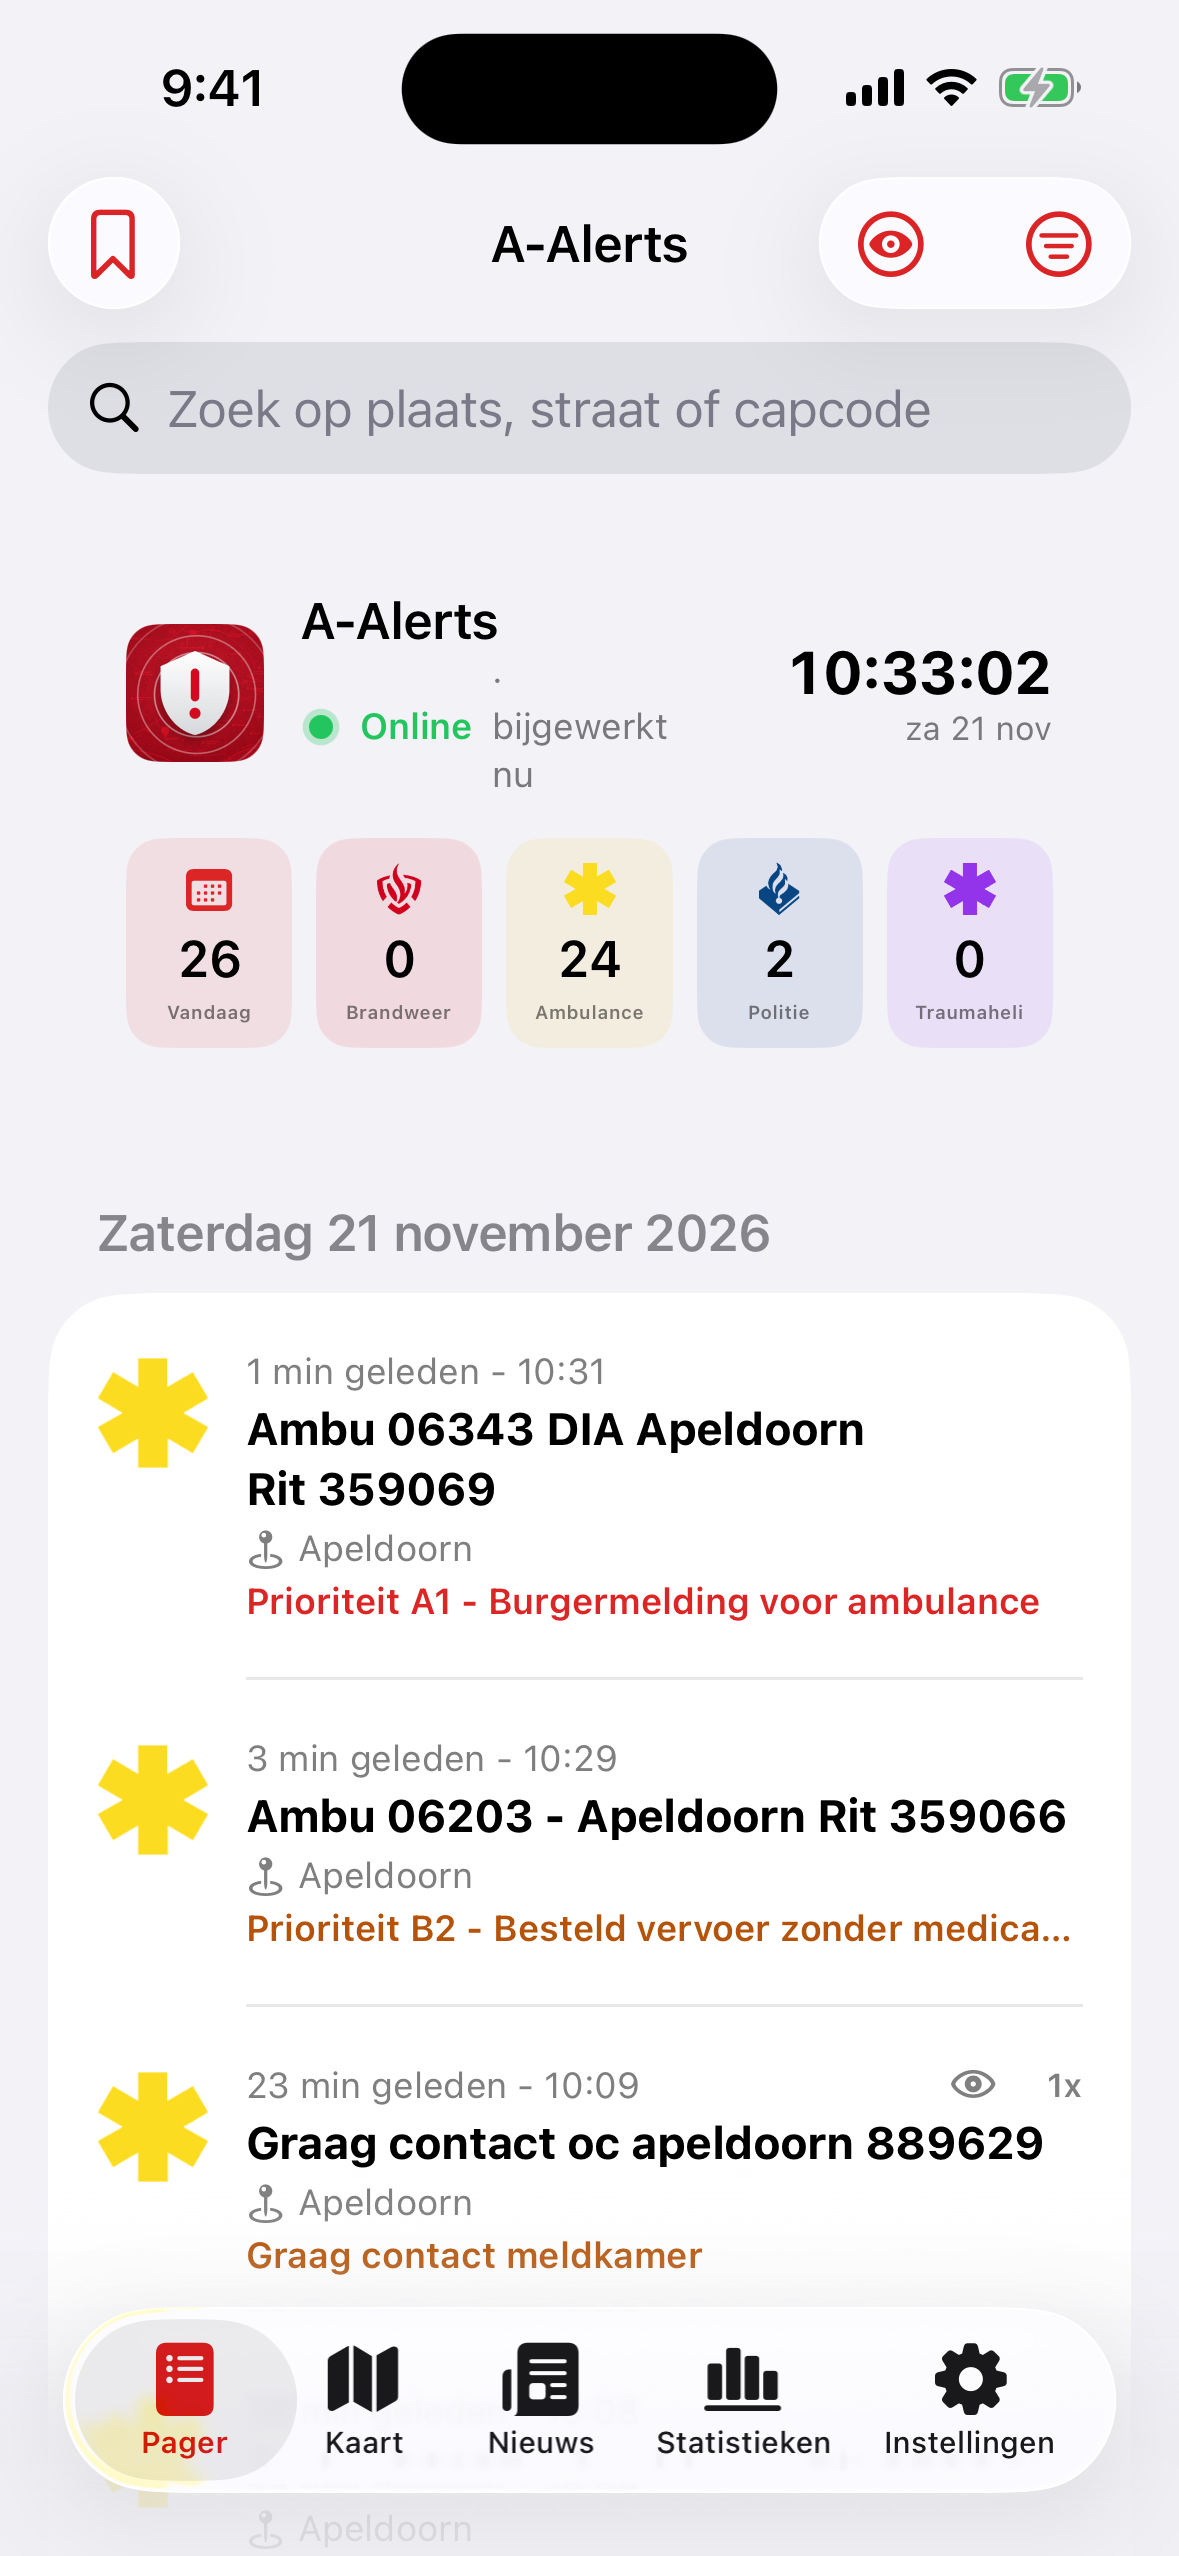 9:41
A-Alerts
Zoek op plaats, straat of capcode
A-Alerts
Online
·
bijgewerkt
nu
10:33:02
za 21 nov
26
Vandaag
0
Brandweer
24
Ambulance
2
Politie
0
Traumaheli
Zaterdag 21 november 2026
1 min geleden - 10:31
Ambu 06343 DIA Apeldoorn
Rit 359069
Apeldoorn
Prioriteit A1 - Burgermelding voor ambulance
3 min geleden - 10:29
Ambu 06203 - Apeldoorn Rit 359066
Apeldoorn
Prioriteit B2 - Besteld vervoer zonder medica...
23 min geleden - 10:09
1x
Graag contact oc apeldoorn 889629
Apeldoorn
Graag contact meldkamer
Pager
Kaart
Nieuws
Statistieken
Instellingen
Apeldoorn